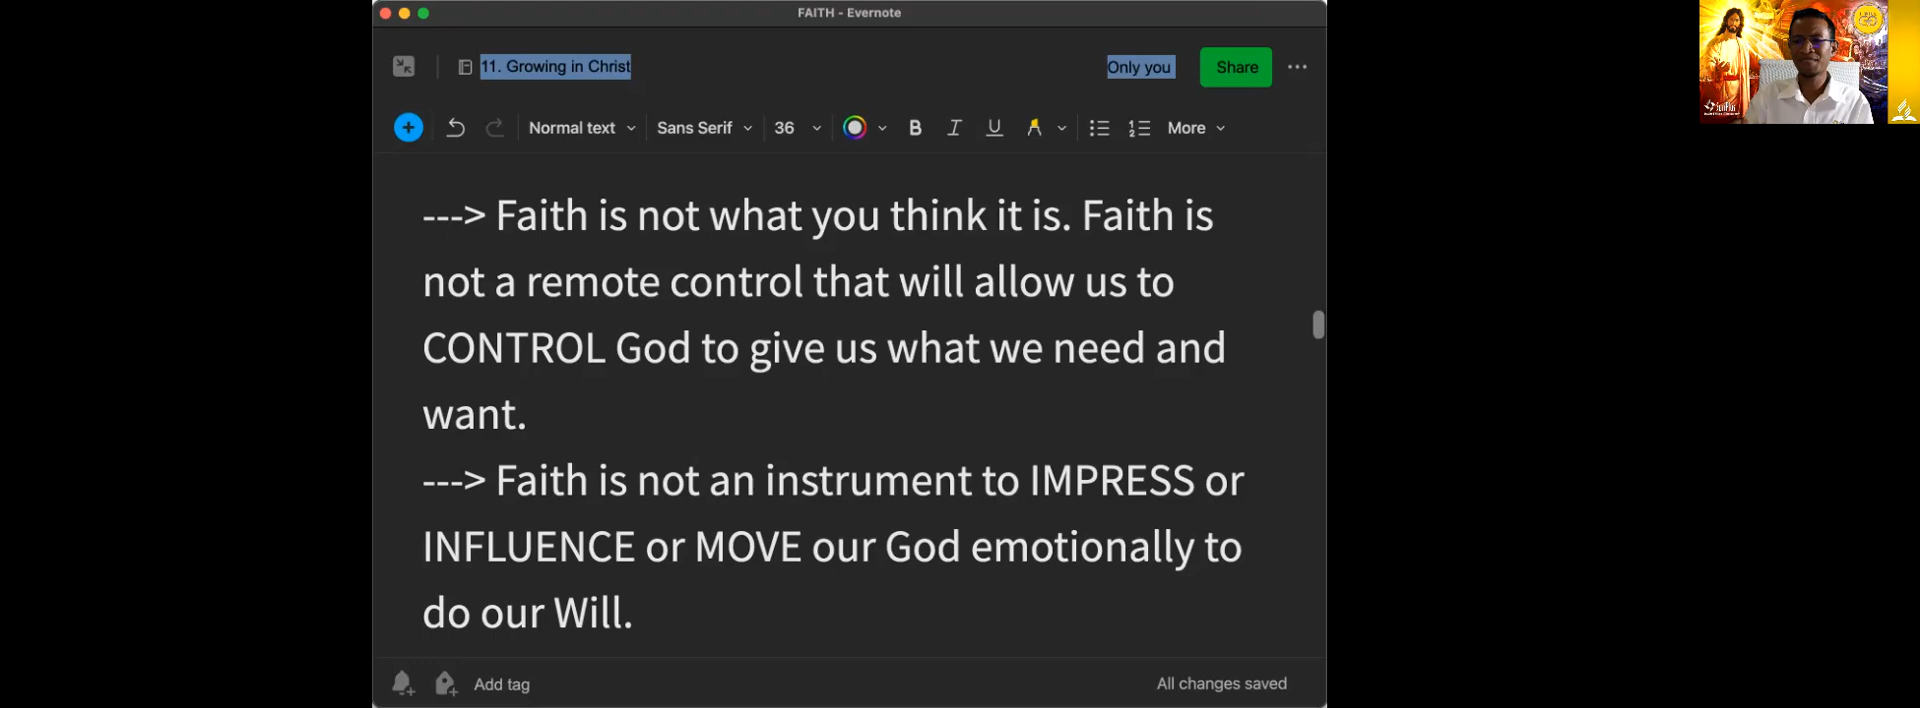 FAITH - Evernote
11. Growing in Christ
Only you
Share
Normal text
Sans Serif
36
B I U
More
---> Faith is not what you think it is. Faith is
not a remote control that will allow us to
CONTROL God to give us what we need and
want.
---> Faith is not an instrument to IMPRESS or
INFLUENCE or MOVE our God emotionally to
do our Will.
Add tag
All changes saved